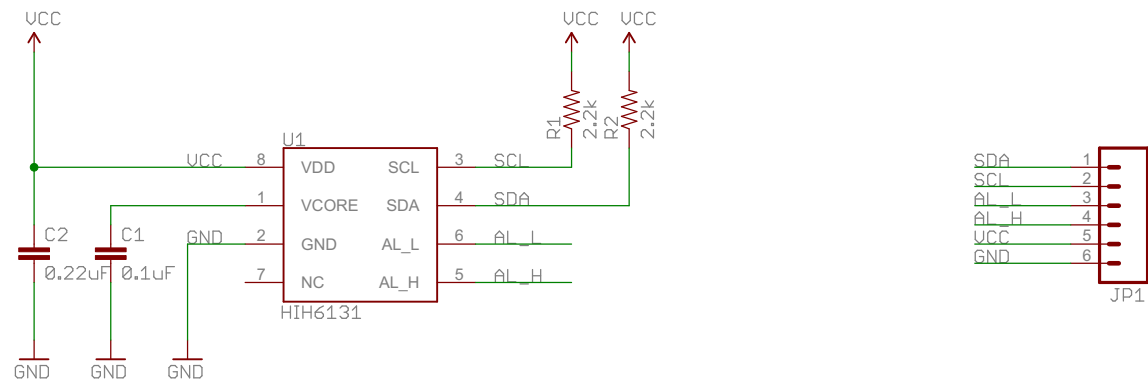 VCC
VCC
VCC
R1
2.2k
R2
2.2k
U1
VCC 8 VDD SCL 3 SCL
1 VCORE SDA 4 SDA
GND 2 GND AL_L 6 AL_L
7 NC AL_H 5 AL_H
HIH6131
C2
0.22uF
C1
0.1uF
GND
GND
GND
SDA 1
SCL 2
AL_L 3
AL_H 4
VCC 5
GND 6
JP1